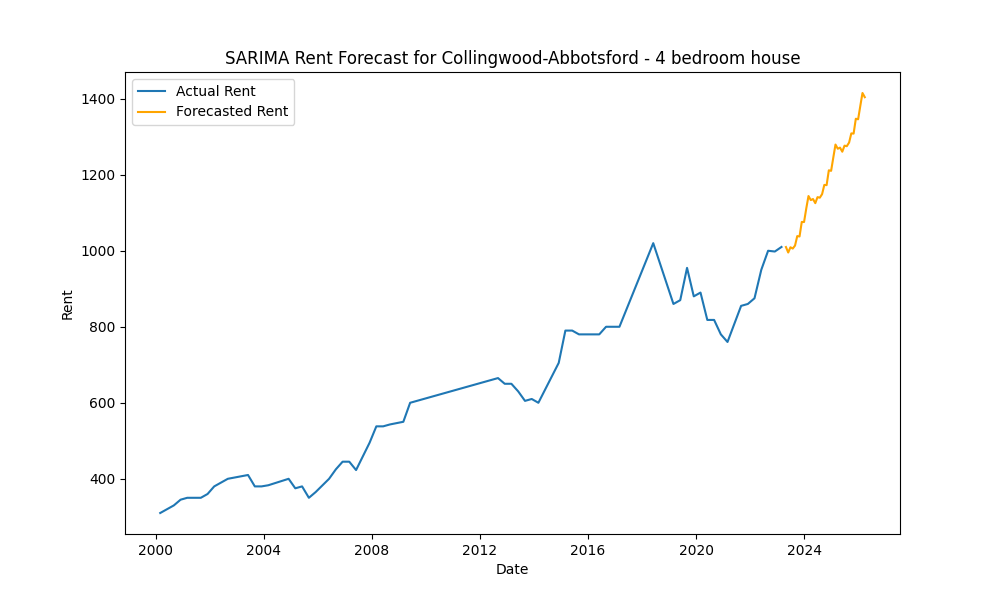 SARIMA Rent Forecast for Collingwood-Abbotsford - 4 bedroom house
Actual Rent
Forecasted Rent
1400
1200
1000
800
600
400
Rent
2000 2004 2008 2012 2016 2020 2024
Date